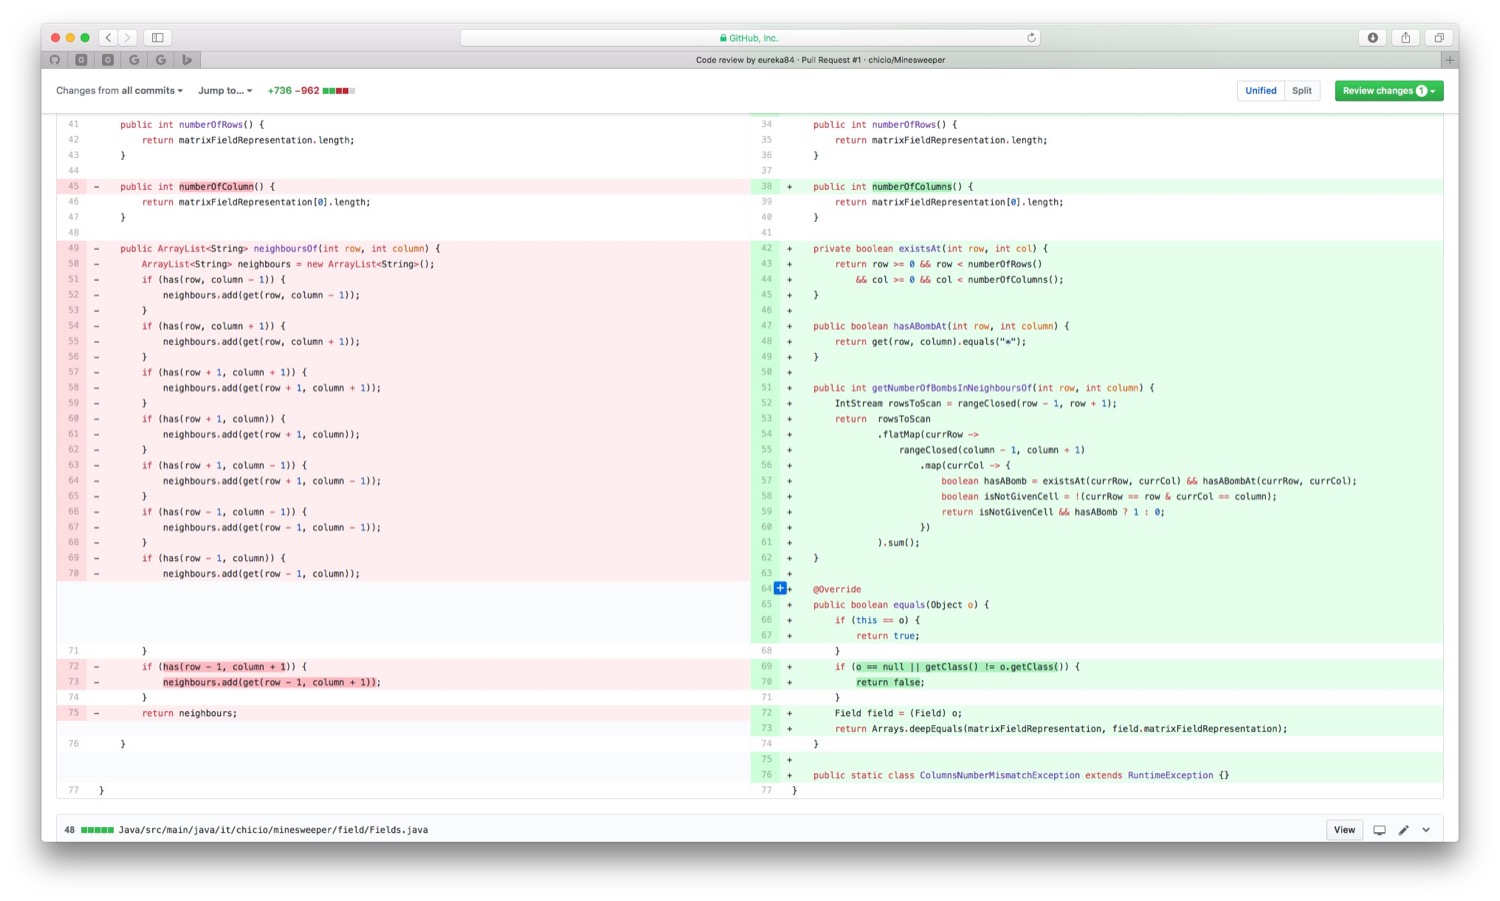 GitHub, Inc.
Code review by eureka84 · Pull Request #1 · chicio/Minesweeper
Changes from all commits Jump to... +736 −962 Unified Split Review changes 1
41 public int numberOfRows() {
42 return matrixFieldRepresentation.length;
43 }
44
45 - public int numberOfColumn() {
46 return matrixFieldRepresentation[0].length;
47 }
48
49 - public ArrayList<String> neighboursOf(int row, int column) {
50 - ArrayList<String> neighbours = new ArrayList<String>();
51 - if (has(row, column - 1)) {
52 - neighbours.add(get(row, column - 1));
53 - }
54 - if (has(row, column + 1)) {
55 - neighbours.add(get(row, column + 1));
56 - }
57 - if (has(row + 1, column + 1)) {
58 - neighbours.add(get(row + 1, column + 1));
59 - }
60 - if (has(row + 1, column)) {
61 - neighbours.add(get(row + 1, column));
62 - }
63 - if (has(row + 1, column - 1)) {
64 - neighbours.add(get(row + 1, column - 1));
65 - }
66 - if (has(row - 1, column - 1)) {
67 - neighbours.add(get(row - 1, column - 1));
68 - }
69 - if (has(row - 1, column)) {
70 - neighbours.add(get(row - 1, column));
71 }
72 - if (has(row - 1, column + 1)) {
73 - neighbours.add(get(row - 1, column + 1));
74 }
75 - return neighbours;
76 }
77 }
34 public int numberOfRows() {
35 return matrixFieldRepresentation.length;
36 }
37
38 + public int numberOfColumns() {
39 return matrixFieldRepresentation[0].length;
40 }
41
42 + private boolean existsAt(int row, int col) {
43 + return row >= 0 && row < numberOfRows()
44 + && col >= 0 && col < numberOfColumns();
45 + }
46 +
47 + public boolean hasABombAt(int row, int column) {
48 + return get(row, column).equals("*");
49 + }
50 +
51 + public int getNumberOfBombsInNeighboursOf(int row, int column) {
52 + IntStream rowsToScan = rangeClosed(row - 1, row + 1);
53 + return rowsToScan
54 + .flatMap(currRow ->
55 + rangeClosed(column - 1, column + 1)
56 + .map(currCol -> {
57 + boolean hasABomb = existsAt(currRow, currCol) && hasABombAt(currRow, currCol);
58 + boolean isNotGivenCell = !(currRow == row & currCol == column);
59 + return isNotGivenCell && hasABomb ? 1 : 0;
60 + })
61 + ).sum();
62 + }
63 +
64 + @Override
65 + public boolean equals(Object o) {
66 + if (this == o) {
67 + return true;
68 }
69 + if (o == null || getClass() != o.getClass()) {
70 + return false;
71 }
72 + Field field = (Field) o;
73 + return Arrays.deepEquals(matrixFieldRepresentation, field.matrixFieldRepresentation);
74 }
75 +
76 + public static class ColumnsNumberMismatchException extends RuntimeException {}
77 }
48 Java/src/main/java/it/chicio/minesweeper/field/Fields.java View